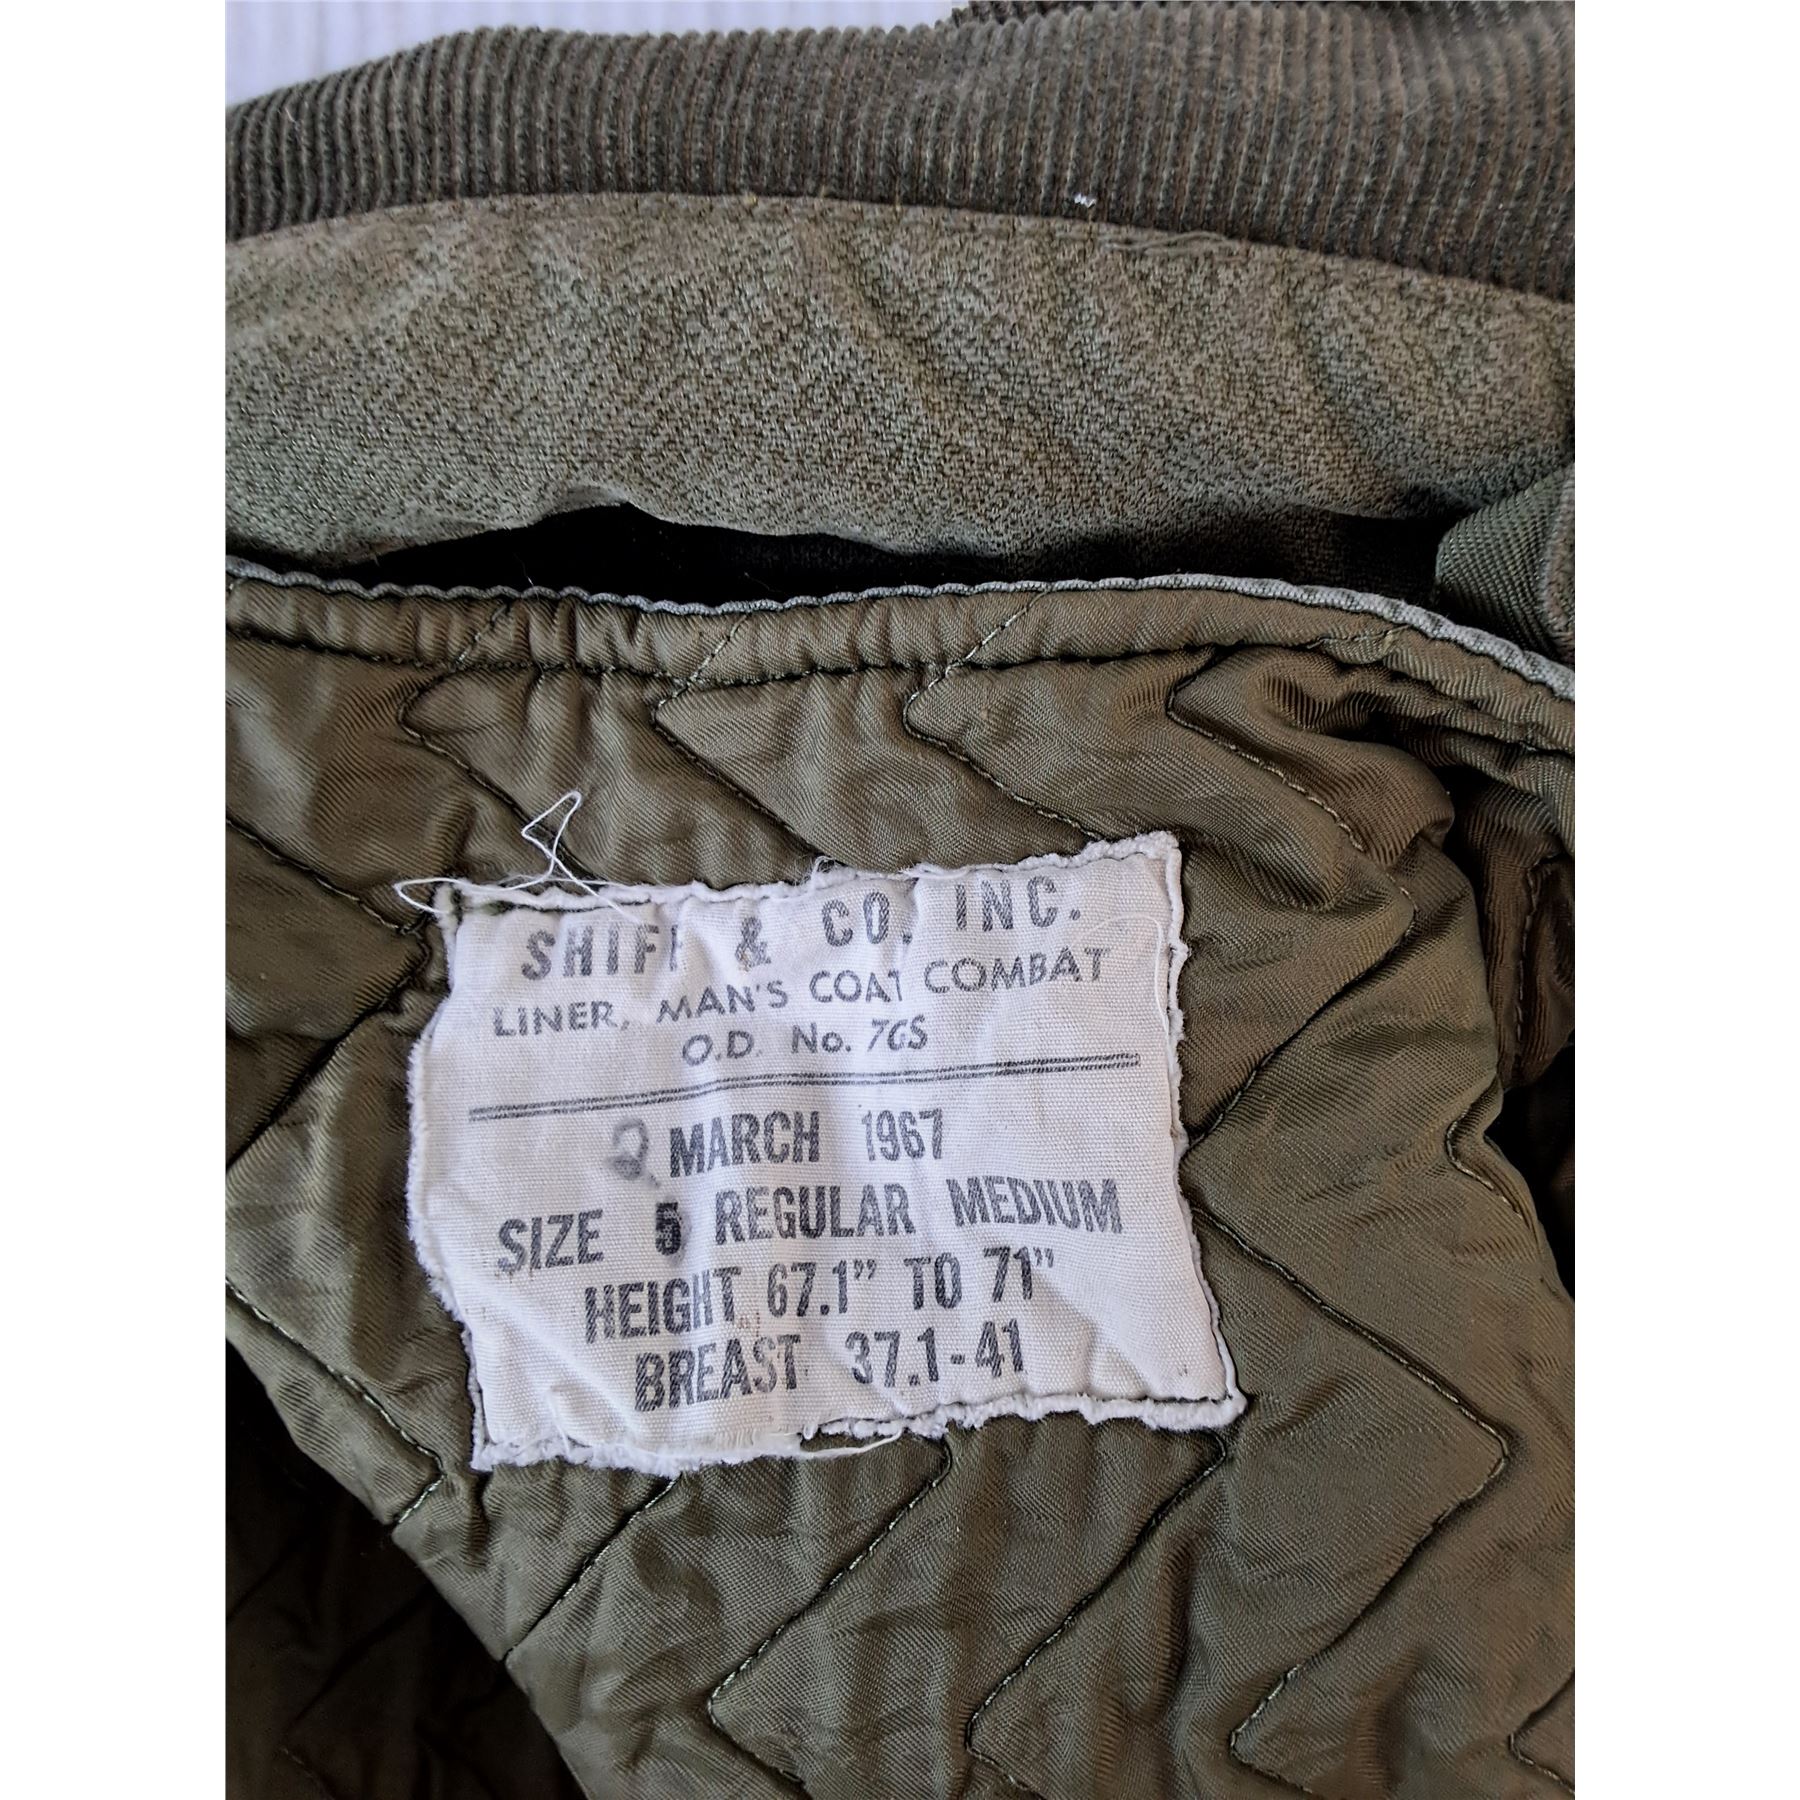 SHIFF & CO. INC.
LINER, MAN'S COAT COMBAT
O.D. No. 7GS
2 MARCH 1967
SIZE 5 REGULAR MEDIUM
HEIGHT 67.1" TO 71"
BREAST 37.1-41